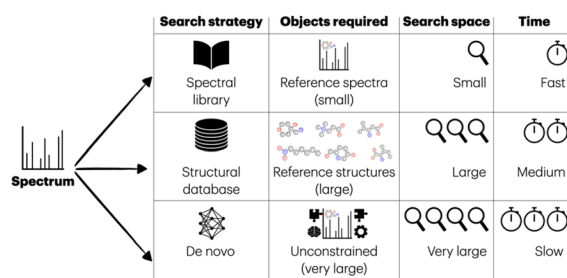 Search strategy Objects required Search space Time
Spectral library Reference spectra (small) Small Fast
Spectrum
Structural database Reference structures (large) Large Medium
De novo Unconstrained (very large) Very large Slow